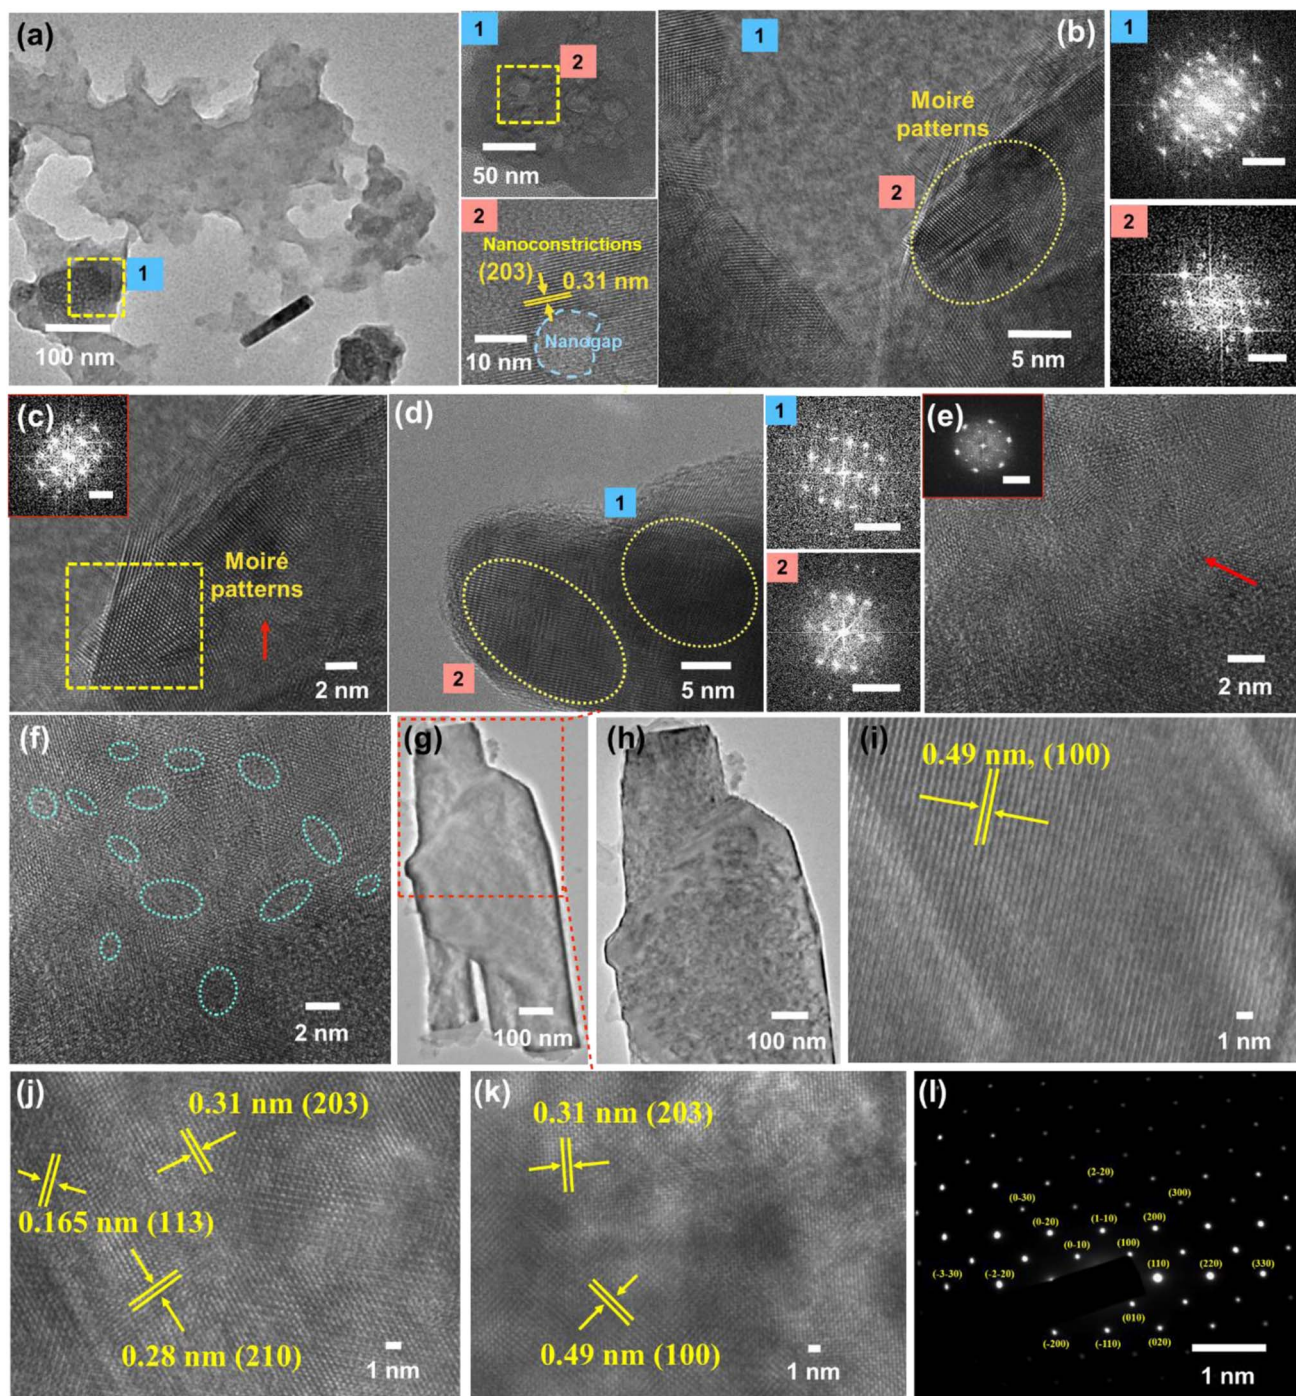 (a)
1
100 nm
1
2
50 nm
2
Nanoconstrictions
(203)
0.31 nm
Nanogap
10 nm
(b)
1
Moiré
patterns
2
5 nm
1
2
(c)
Moiré
patterns
2 nm
(d)
1
2
5 nm
1
2
(e)
2 nm
(f)
2 nm
(g)
100 nm
(h)
100 nm
(i)
0.49 nm, (100)
1 nm
(j)
0.31 nm (203)
0.165 nm (113)
0.28 nm (210)
1 nm
(k)
0.31 nm (203)
0.49 nm (100)
1 nm
(l)
(2-20)
(0-30)
(300)
(0-20)
(1-10)
(200)
(0-10)
(100)
(-3-30)
(-2-20)
(110)
(220)
(330)
(010)
(-200)
(-110)
(020)
1 nm